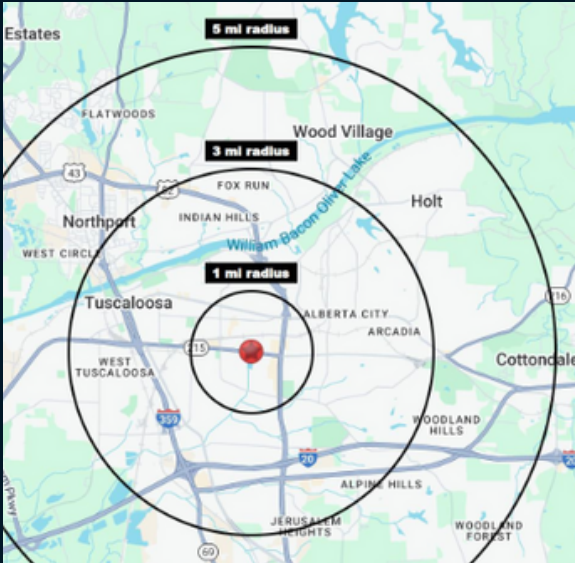 5 mi radius
Estates
FLATWOODS
Wood Village
3 mi radius
43
82
FOX RUN
Holt
INDIAN HILLS
Northport
William Bacon Oliver Lake
WEST CIRCLE
1 mi radius
216
Tuscaloosa
ALBERTA CITY
ARCADIA
215
Cottondale
WEST
TUSCALOOSA
359
WOODLAND
HILLS
20
20
ALPINE HILLS
JERUSALEM
HEIGHTS
WOODLAND
FOREST
69